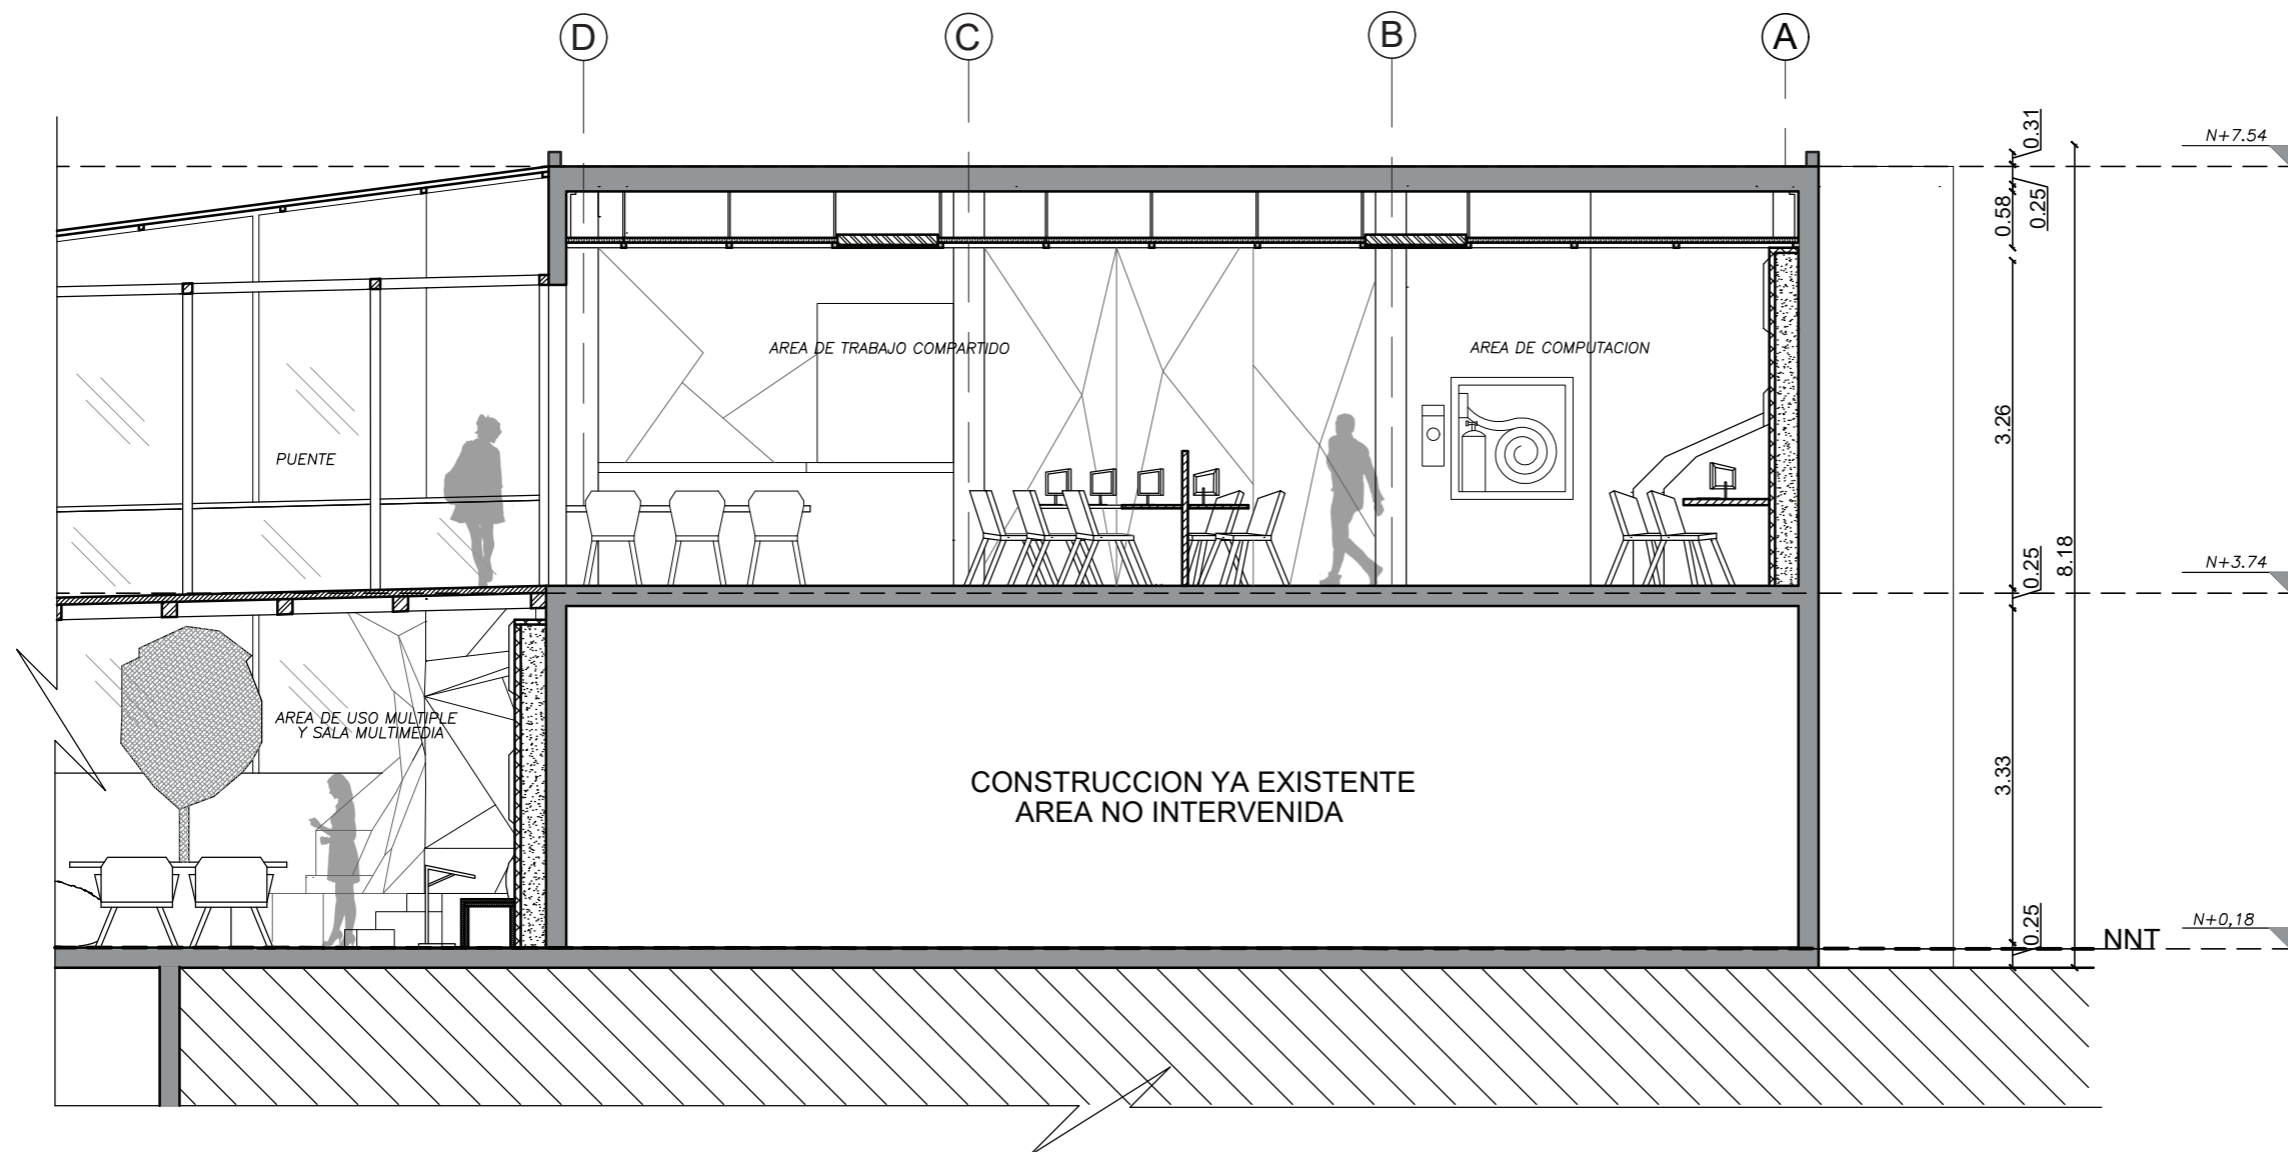 D
C
B
A
0.31
N+7.54
0.58
0.25
AREA DE TRABAJO COMPARTIDO
AREA DE COMPUTACION
3.26
PUENTE
8.18
0.25
N+3.74
AREA DE USO MULTIPLE
Y SALA MULTIMEDIA
CONSTRUCCION YA EXISTENTE
AREA NO INTERVENIDA
3.33
0.25
NNT
N+0,18